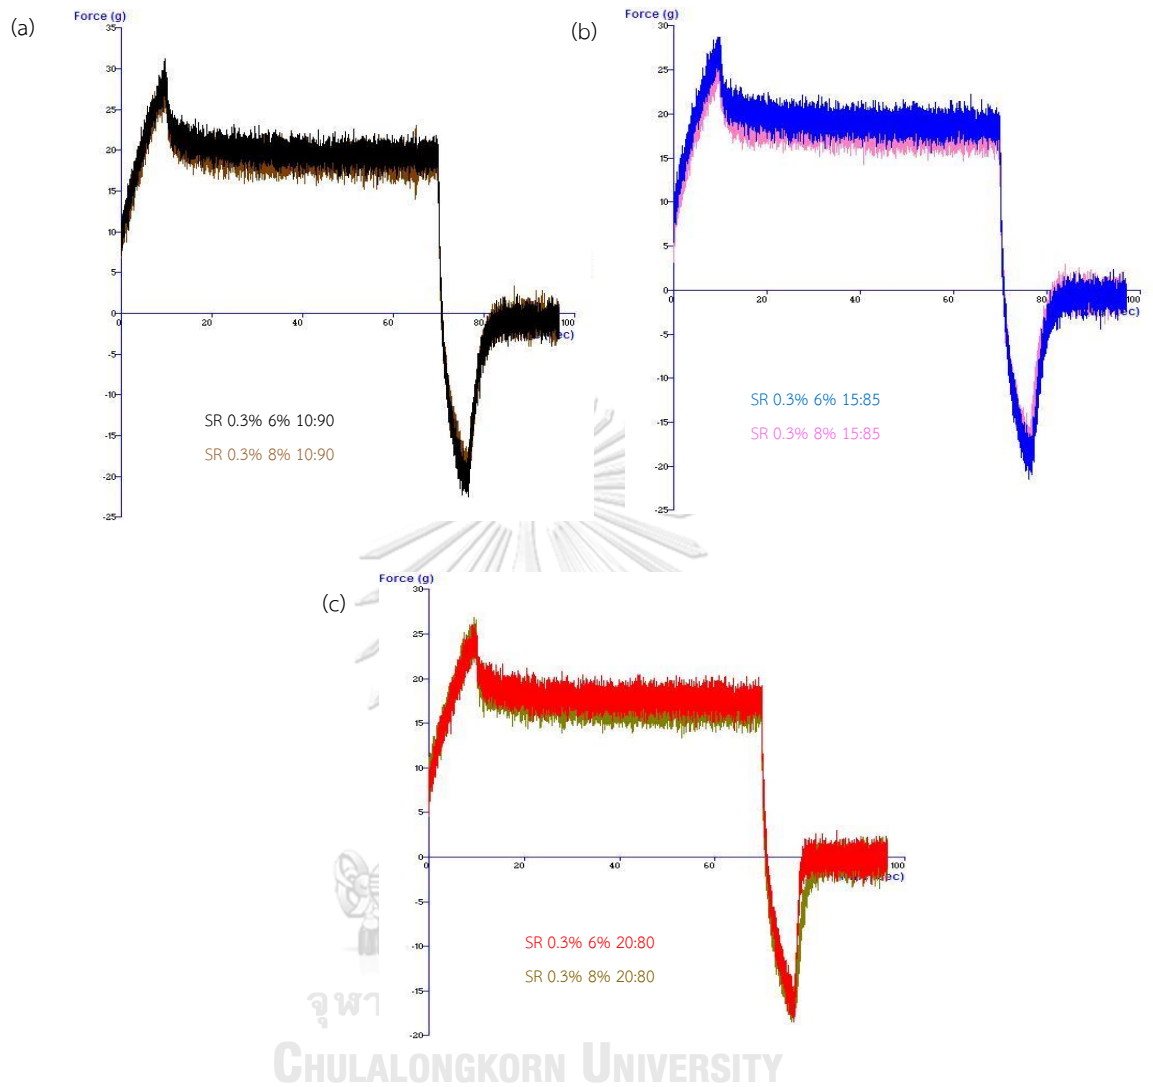 (a)
Force (g)
35
30
25
20
15
10
5
0
-5
-10
-15
-20
-25
0 20 40 60 80 100
SR 0.3% 6% 10:90
SR 0.3% 8% 10:90
(b)
Force (g)
30
25
20
15
10
5
0
-5
-10
-15
-20
-25
0 20 40 60 80 100
SR 0.3% 6% 15:85
SR 0.3% 8% 15:85
(c)
Force (g)
30
25
20
15
10
5
0
-5
-10
-15
-20
0 20 40 60 80 100
SR 0.3% 6% 20:80
SR 0.3% 8% 20:80
CHULALONGKORN UNIVERSITY